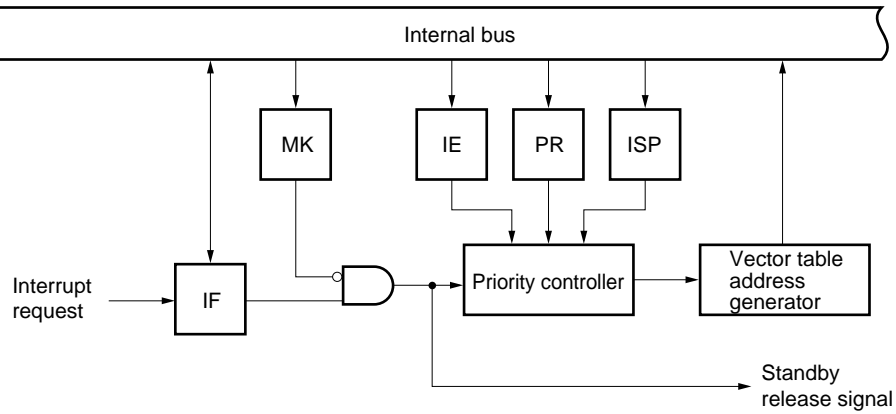 Internal bus
MK
IE
PR
ISP
Interrupt
request
IF
Priority controller
Vector table
address
generator
Standby
release signal